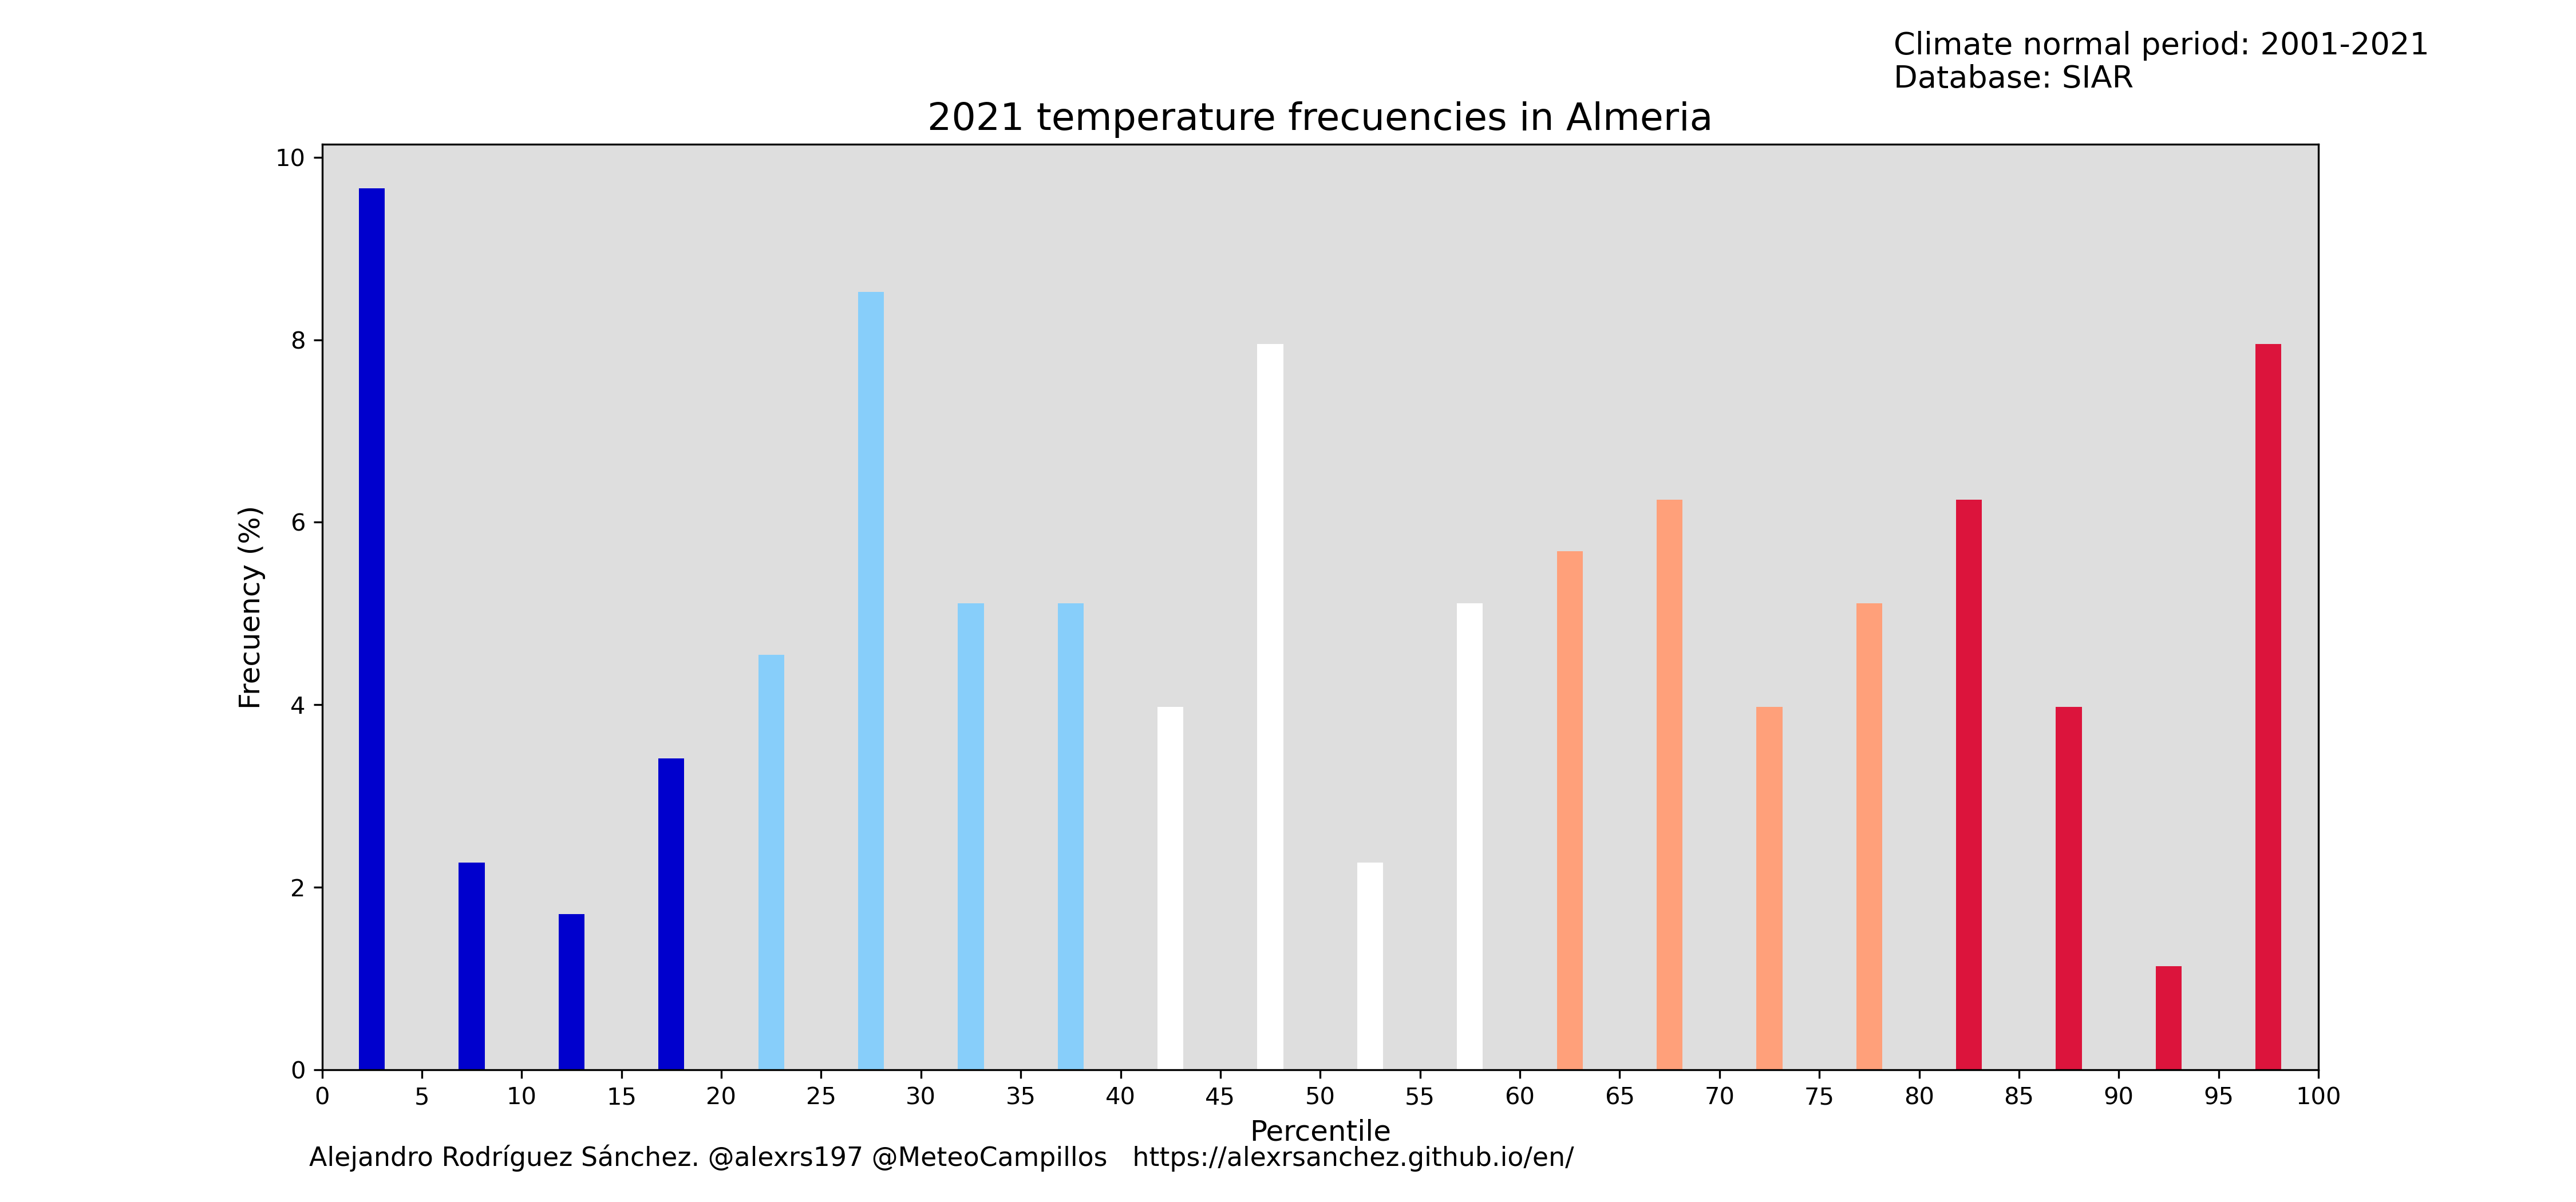 Climate normal period: 2001-2021
Database: SIAR
2021 temperature frecuencies in Almeria
10
8
6
4
2
0
Frecuency (%)
0 5 10 15 20 25 30 35 40 45 50 55 60 65 70 75 80 85 90 95 100
Percentile
Alejandro Rodríguez Sánchez. @alexrs197 @MeteoCampillos https://alexrsanchez.github.io/en/